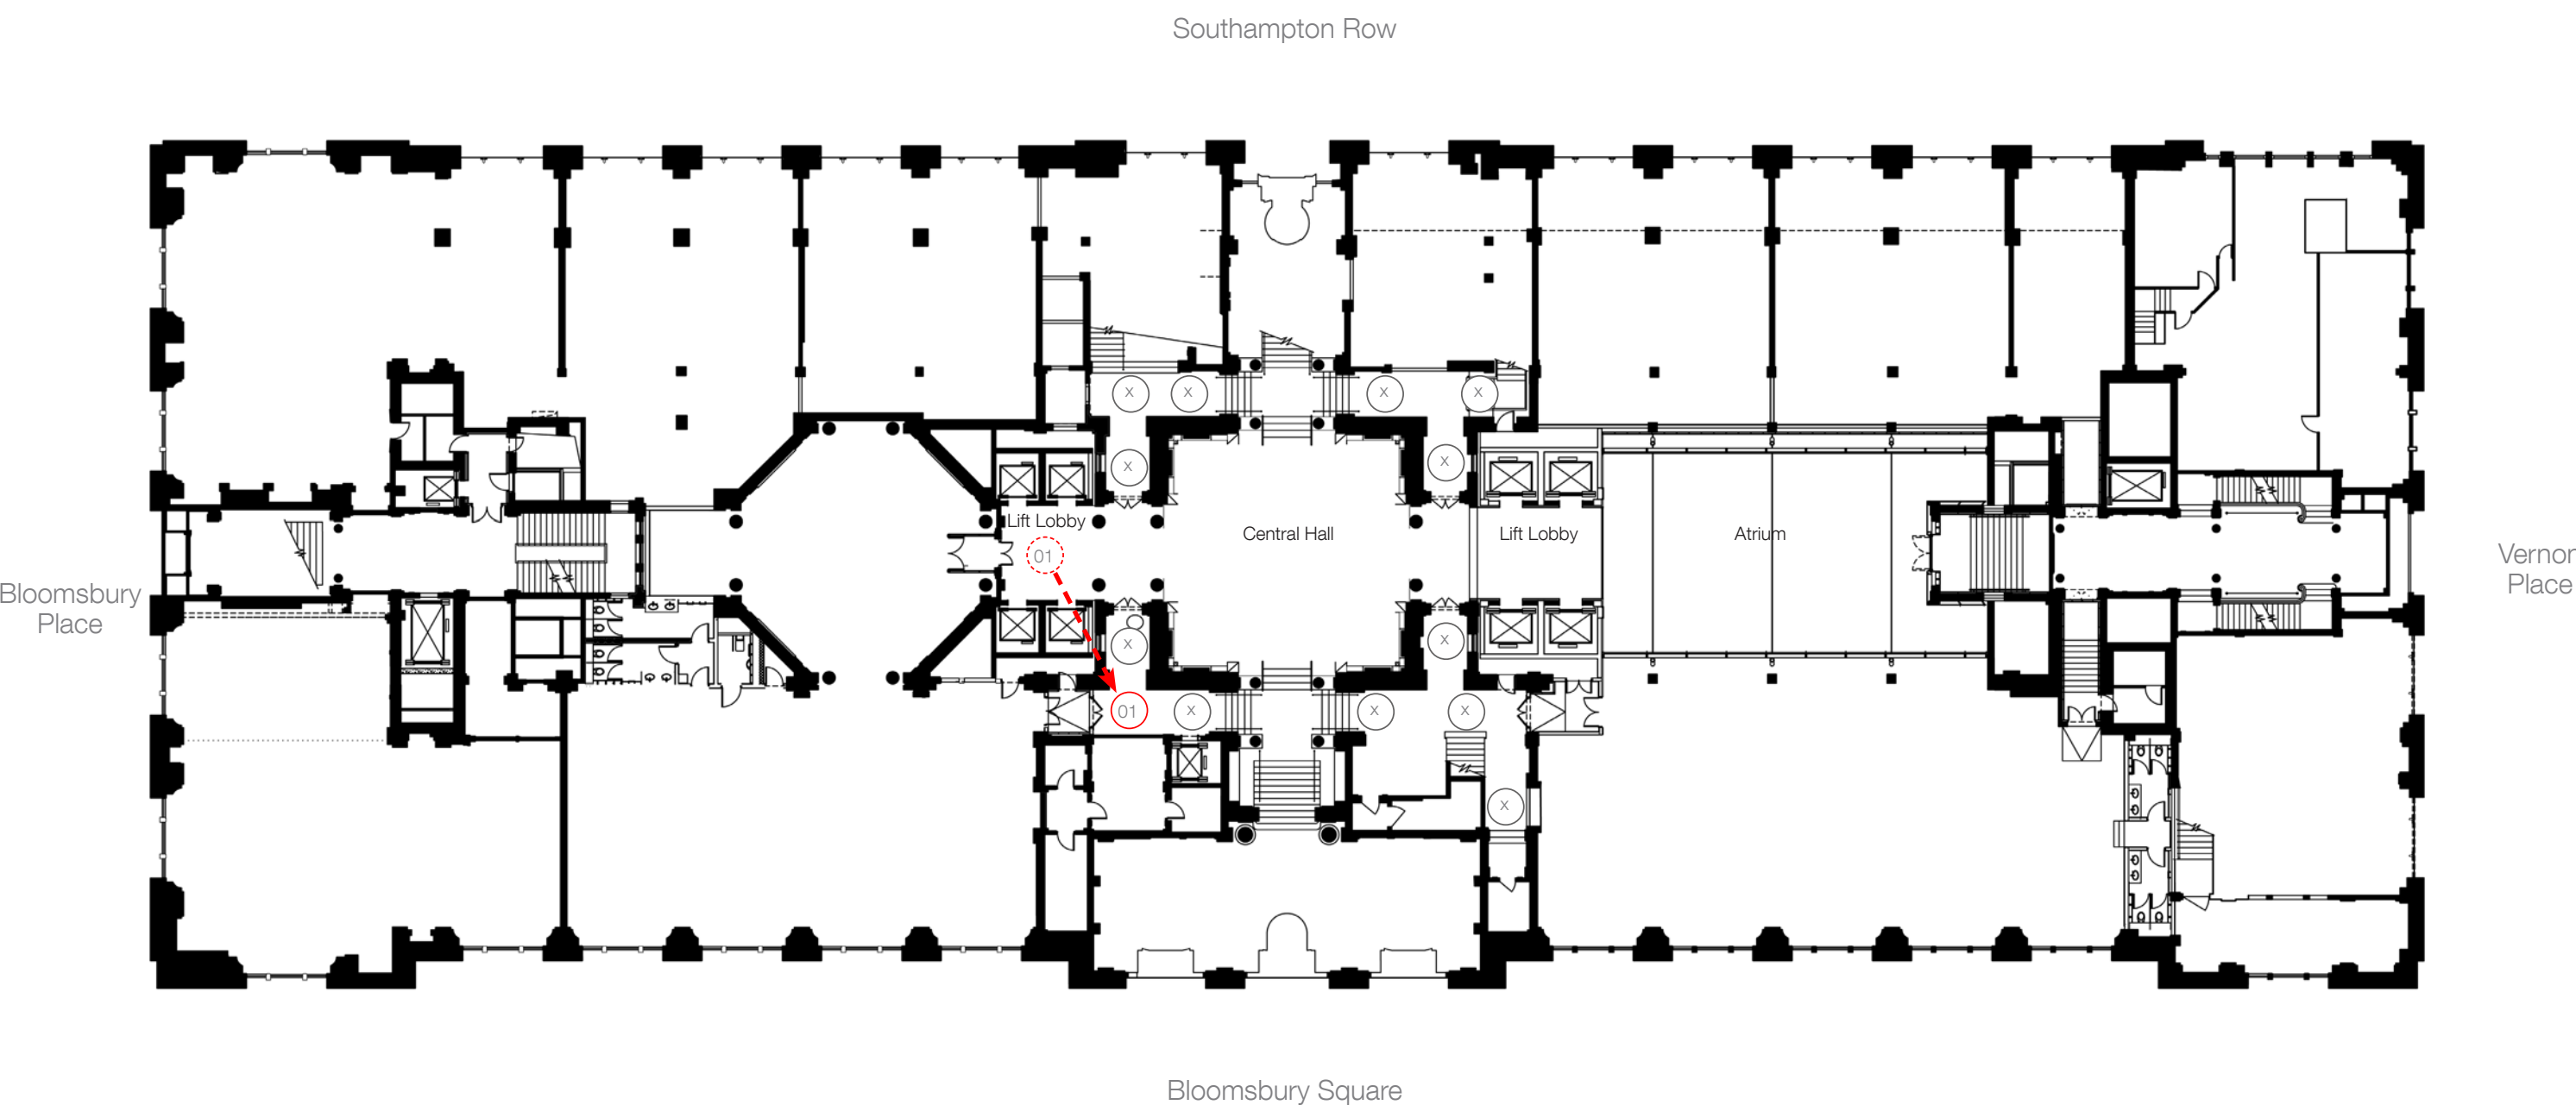 Southampton Row
X
X
X
X
X
X
Lift Lobby
Central Hall
Lift Lobby
Atrium
01
Bloomsbury
Place
Vernon
Place
X
X
01
X
X
X
X
Bloomsbury Square